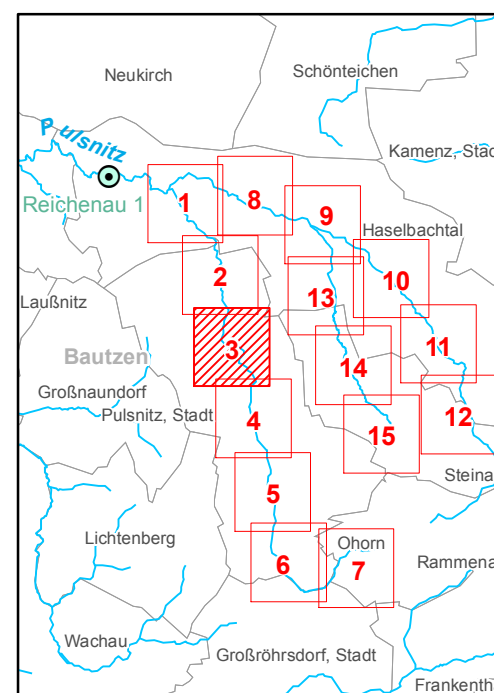 Neukirch
Schönteichen
Pulsnitz
Kamenz, Stad
Reichenau 1
1
8
9
Haselbachtal
2
10
13
Laußnitz
3
11
Bautzen
14
Großnaundorf
Pulsnitz, Stadt
4
12
15
Steina
5
Lichtenberg
Ohorn
6
7
Rammena
Wachau
Großröhrsdorf, Stadt
Frankenth